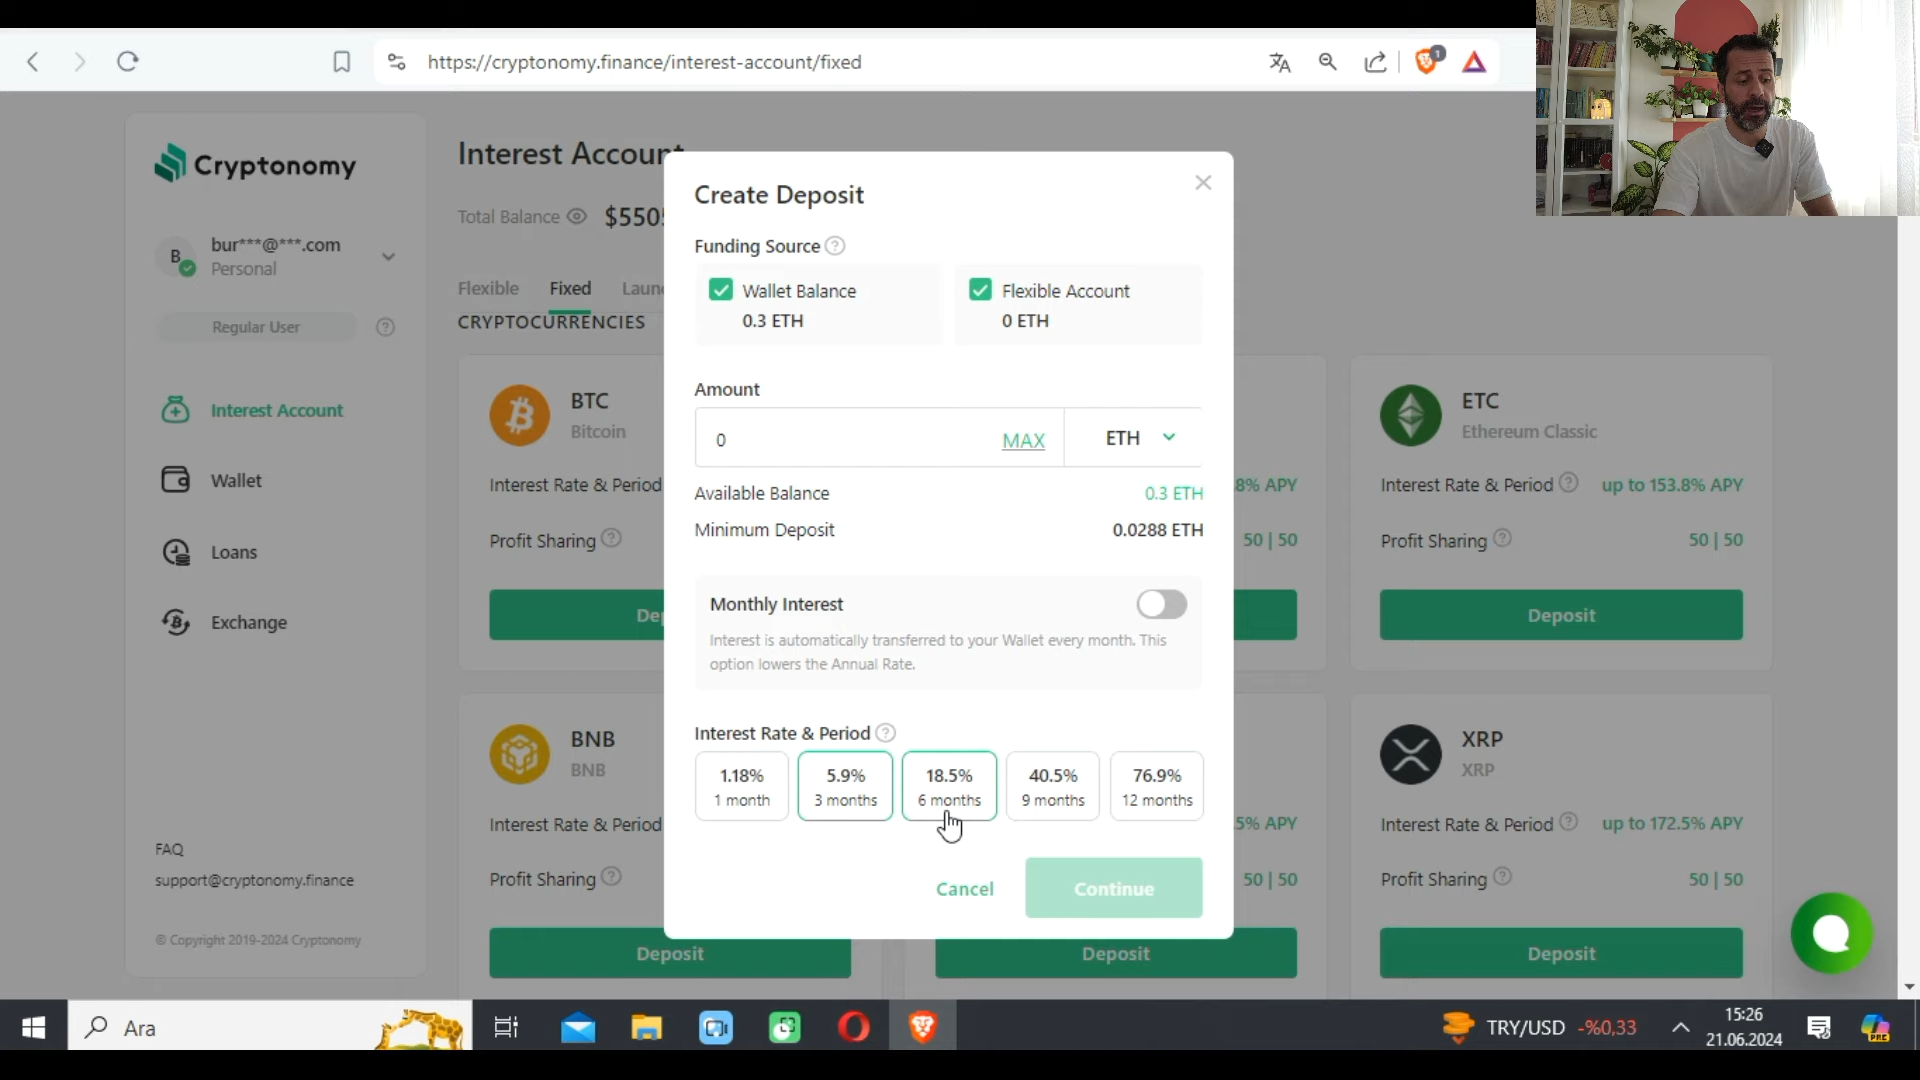 https://cryptonomy.finance/interest-account/fixed
1
Cryptonomy
B
bur***@***.com
Personal
Regular User
Interest Account
Wallet
Loans
Exchange
FAQ
support@cryptonomy.finance
© Copyright 2019-2024 Cryptonomy
Interest Account
Total Balance
Flexible Fixed
CRYPTOCURRENCIES
BTC
Bitcoin
Interest Rate & Period
Profit Sharing
BNB
BNB
Interest Rate & Period
Profit Sharing
Deposit
Create Deposit
Funding Source
Wallet Balance
0.3 ETH
Flexible Account
0 ETH
Amount
0 MAX ETH
Available Balance 0.3 ETH
Minimum Deposit 0.0288 ETH
Monthly Interest
Interest is automatically transferred to your Wallet every month. This
option lowers the Annual Rate.
Interest Rate & Period
1.18%
1 month
5.9%
3 months
18.5%
6 months
40.5%
9 months
76.9%
12 months
Cancel Continue
8% APY
50 | 50
5% APY
50 | 50
Deposit
ETC
Ethereum Classic
Interest Rate & Period up to 153.8% APY
Profit Sharing 50 | 50
Deposit
XRP
XRP
Interest Rate & Period up to 172.5% APY
Profit Sharing 50 | 50
Deposit
Ara
TRY/USD -%0,33
15:26
21.06.2024
PRE